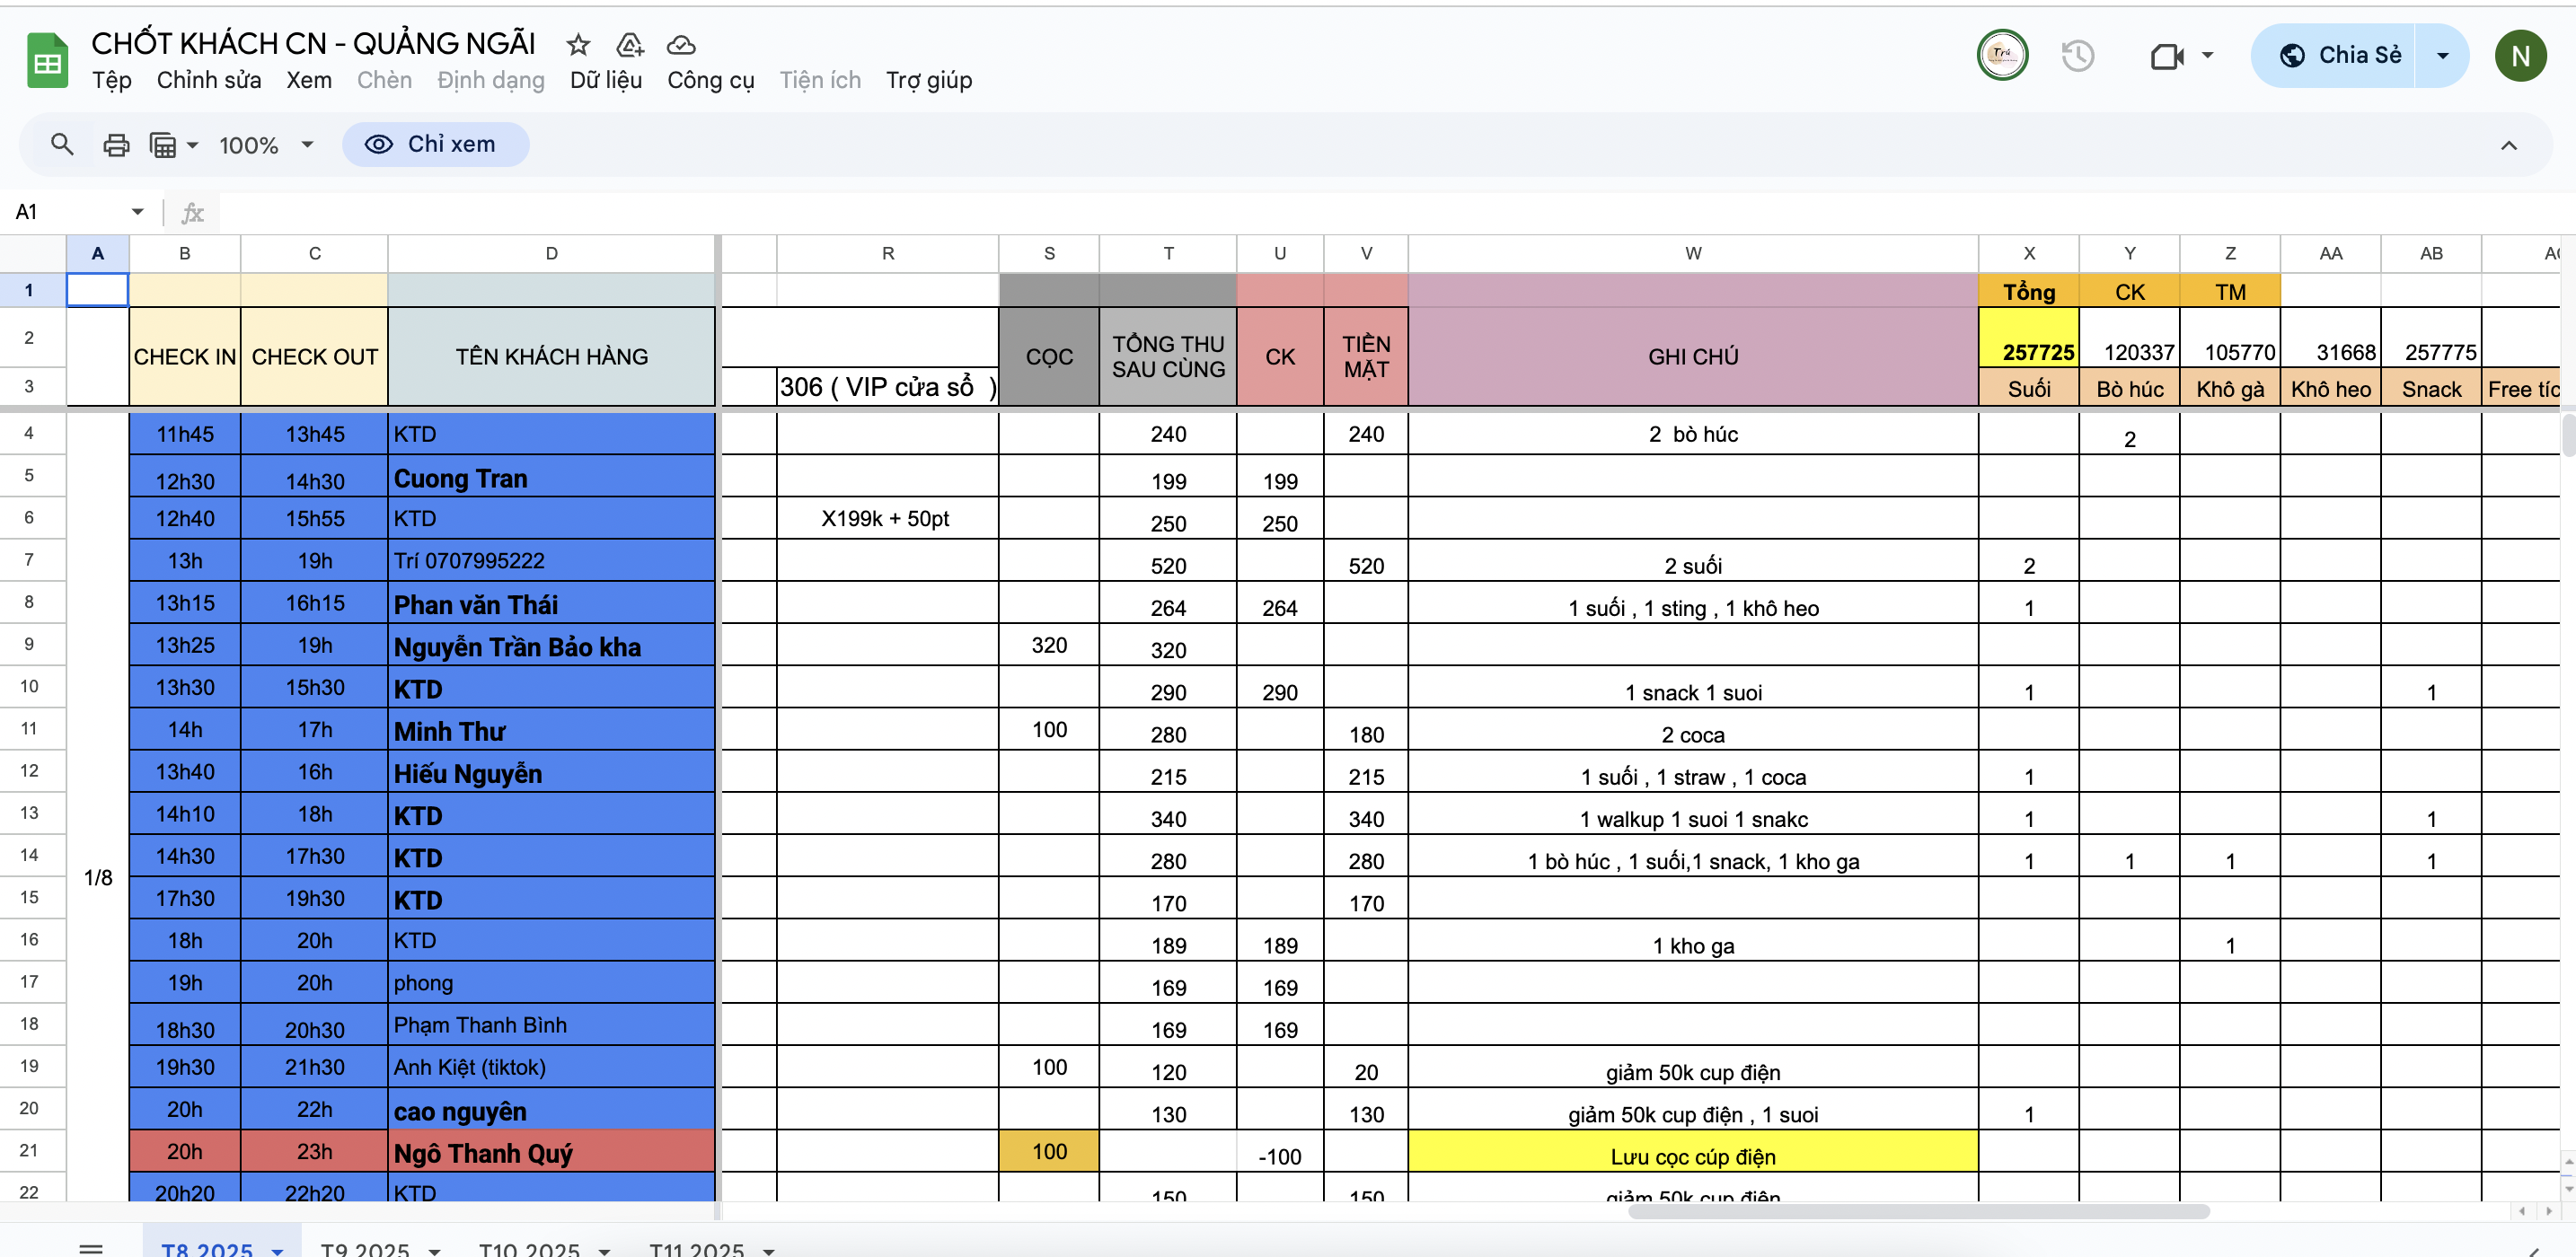 CHỐT KHÁCH CN - QUẢNG NGÃI
Tệp Chỉnh sửa Xem Chèn Định dạng Dữ liệu Công cụ Tiện ích Trợ giúp
Trú
Chia Sẻ
N
100%
Chỉ xem
A1
fx
A B C D R S T U V W X Y Z AA AB
1 Tổng CK TM
2 CHECK IN CHECK OUT TÊN KHÁCH HÀNG CỌC TỔNG THU SAU CÙNG CK TIỀN MẶT GHI CHÚ 257725 120337 105770 31668 257775
3 306 ( VIP cửa sổ ) Suối Bò húc Khô gà Khô heo Snack Free tíc
1/8
4 11h45 13h45 KTD 240 240 2 bò húc 2
5 12h30 14h30 Cuong Tran 199 199
6 12h40 15h55 KTD X199k + 50pt 250 250
7 13h 19h Trí 0707995222 520 520 2 suối 2
8 13h15 16h15 Phan văn Thái 264 264 1 suối , 1 sting , 1 khô heo 1
9 13h25 19h Nguyễn Trần Bảo kha 320 320
10 13h30 15h30 KTD 290 290 1 snack 1 suoi 1 1
11 14h 17h Minh Thư 100 280 180 2 coca
12 13h40 16h Hiếu Nguyễn 215 215 1 suối , 1 straw , 1 coca 1
13 14h10 18h KTD 340 340 1 walkup 1 suoi 1 snakc 1 1
14 14h30 17h30 KTD 280 280 1 bò húc , 1 suối,1 snack, 1 kho ga 1 1 1 1
15 17h30 19h30 KTD 170 170
16 18h 20h KTD 189 189 1 kho ga 1
17 19h 20h phong 169 169
18 18h30 20h30 Phạm Thanh Bình 169 169
19 19h30 21h30 Anh Kiệt (tiktok) 100 120 20 giảm 50k cup điện
20 20h 22h cao nguyên 130 130 giảm 50k cup điện , 1 suoi 1
21 20h 23h Ngô Thanh Quý 100 -100 Lưu cọc cúp điện
22 20h20 22h20 KTD 150 150 giảm 50k cup điện
T8 2025 T9 2025 T10 2025 T11 2025